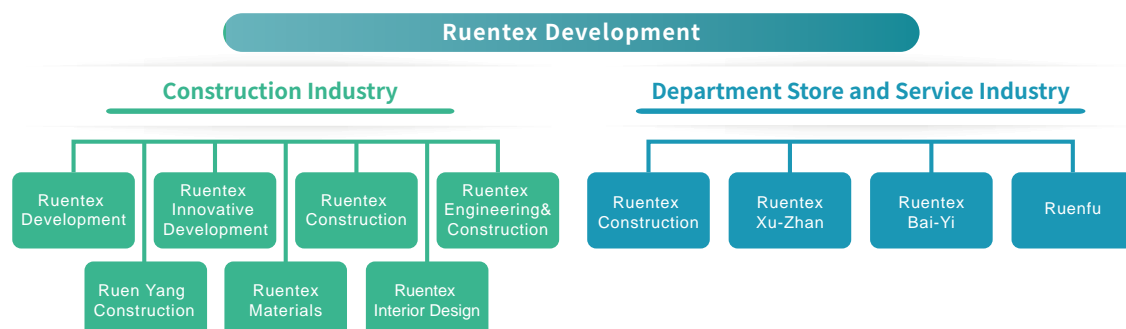 Ruentex Development
Construction Industry
Department Store and Service Industry
Ruentex
Development
Ruentex
Innovative
Development
Ruentex
Construction
Ruentex
Engineering&
Construction
Ruentex
Construction
Ruentex
Xu-Zhan
Ruentex
Bai-Yi
Ruenfu
Ruen Yang
Construction
Ruentex
Materials
Ruentex
Interior Design